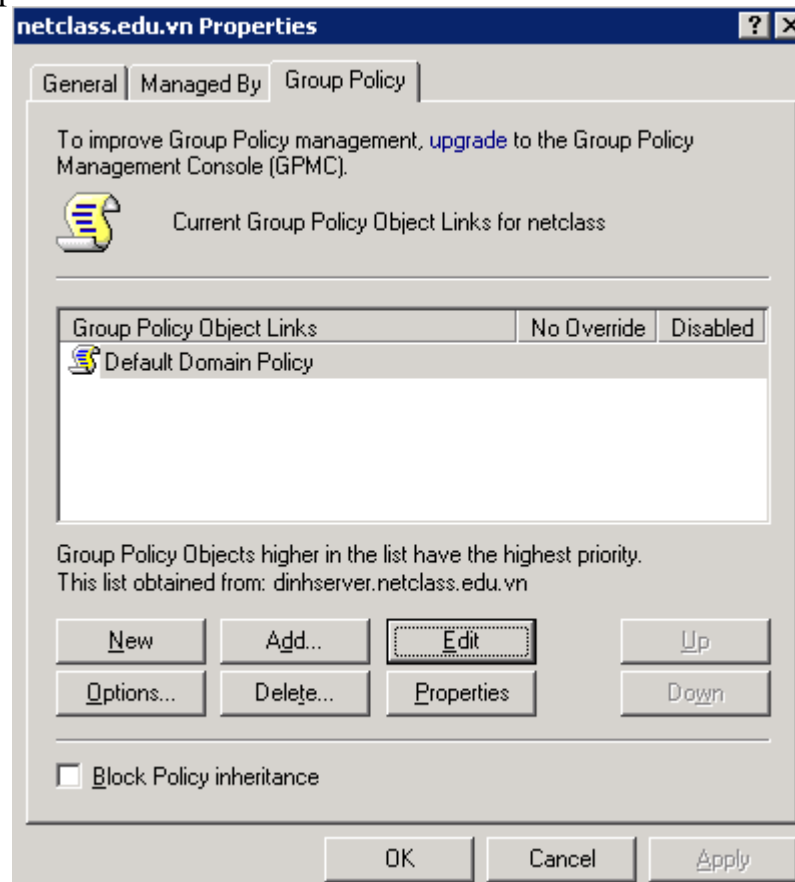 netclass.edu.vn Properties
General Managed By Group Policy
To improve Group Policy management, upgrade to the Group Policy
Management Console (GPMC).
Current Group Policy Object Links for netclass
Group Policy Object Links No Override Disabled
Default Domain Policy
Group Policy Objects higher in the list have the highest priority.
This list obtained from: dinhserver.netclass.edu.vn
New Add... Edit Up
Options... Delete... Properties Down
Block Policy inheritance
OK Cancel Apply